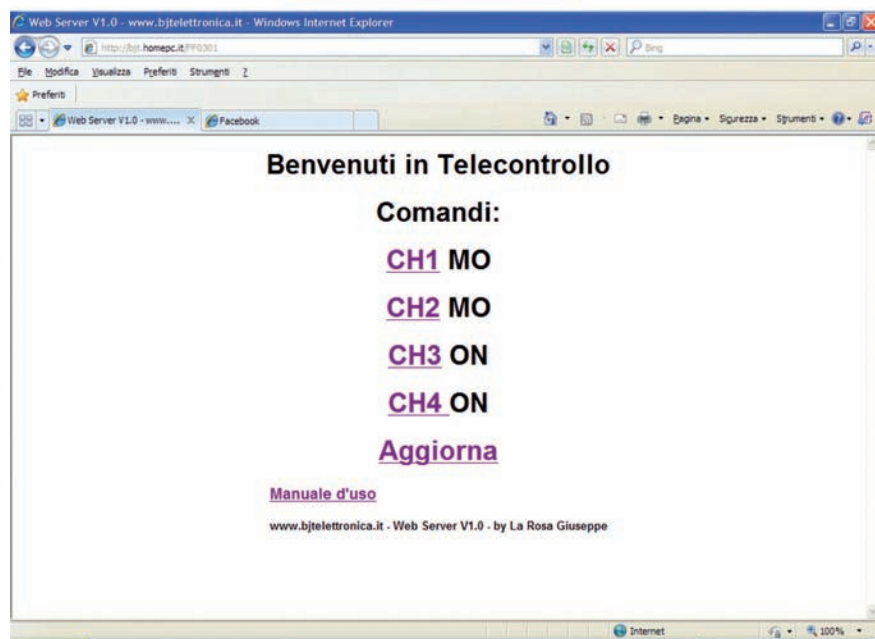 Web Server V1.0 - www.bjtelettronica.it - Windows Internet Explorer
http://bjt.homepc.it/FF0301
Bing
File Modifica Visualizza Preferiti Strumenti ?
Preferiti
Web Server V1.0 - www.... X Facebook
Pagina Sicurezza Strumenti
Benvenuti in Telecontrollo
Comandi:
CH1 MO
CH2 MO
CH3 ON
CH4 ON
Aggiorna
Manuale d'uso
www.bjtelettronica.it - Web Server V1.0 - by La Rosa Giuseppe
Internet 100%